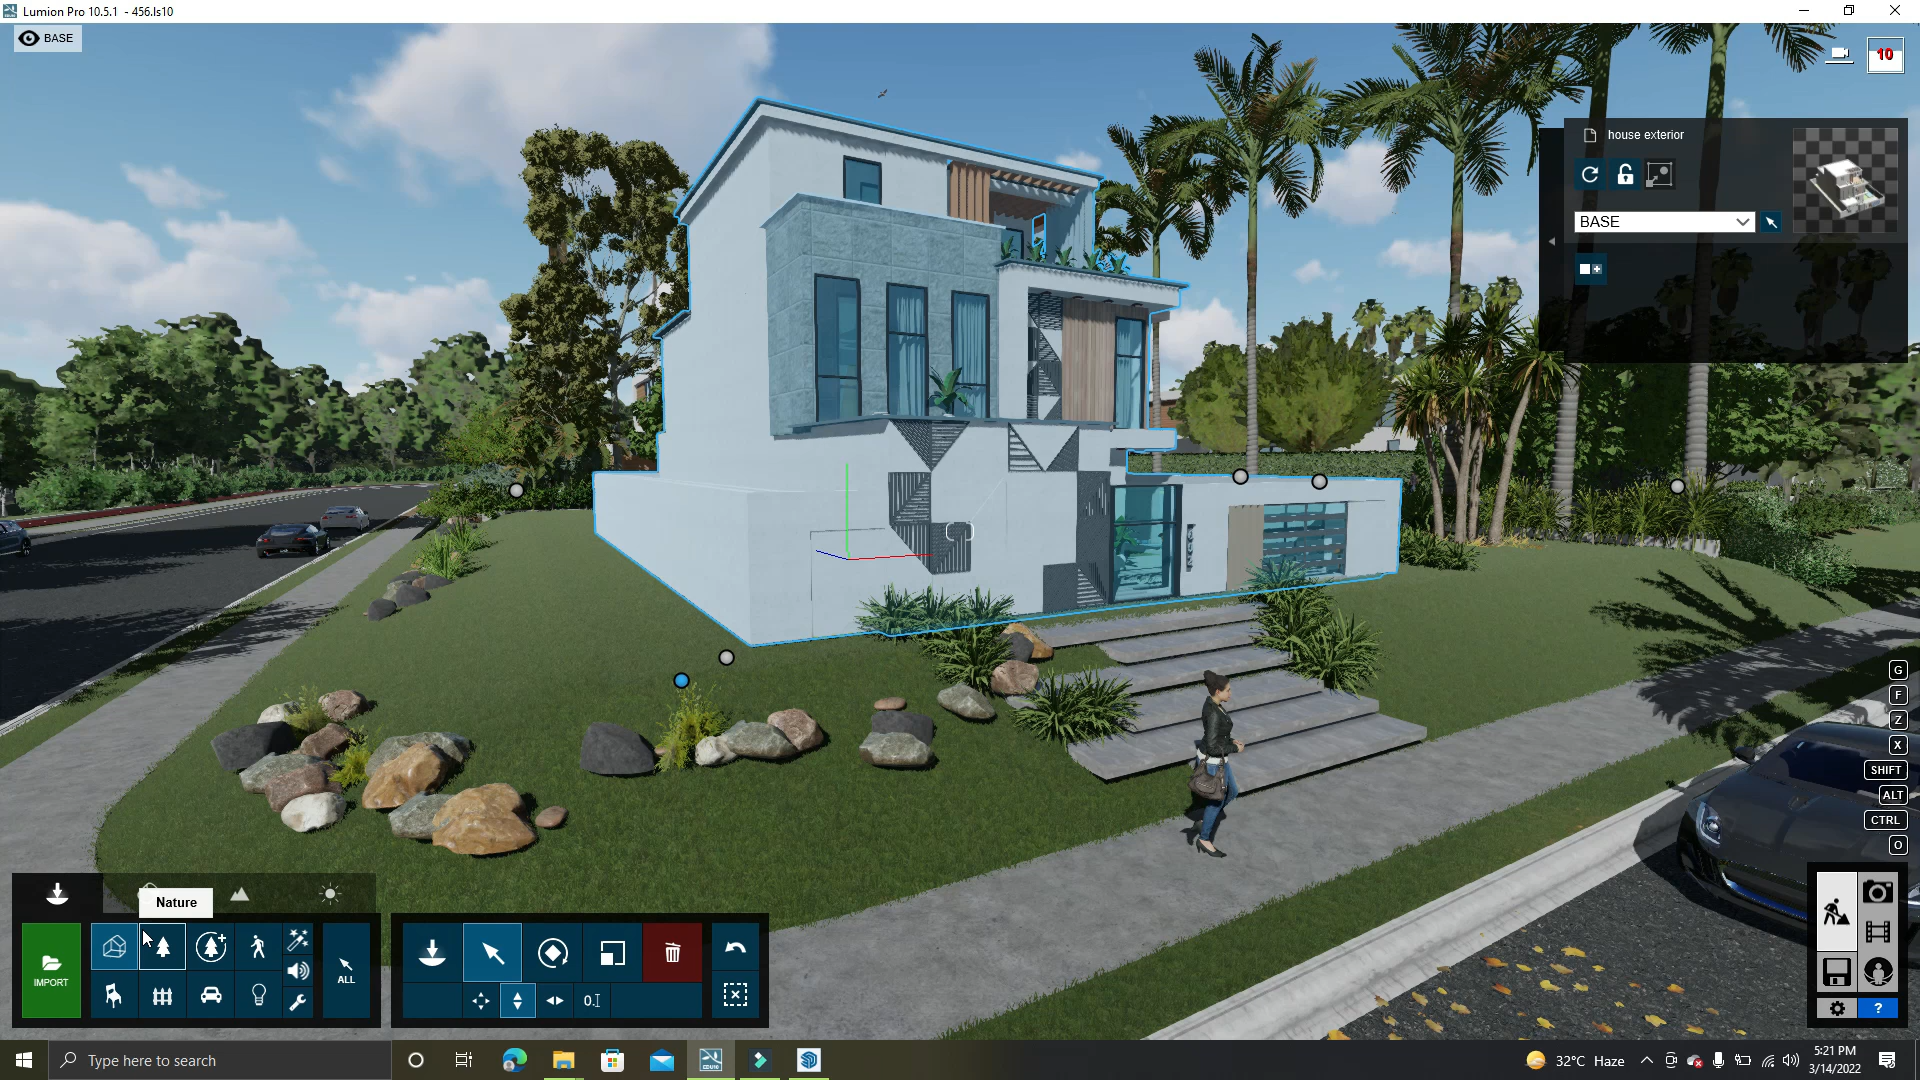 Lumion Pro 10.5.1 - 456.ls10
BASE
10
house exterior
BASE
G
F
Z
X
SHIFT
ALT
CTRL
O
Nature
IMPORT
ALL
0.
?
Type here to search
32°C Haze
5:21 PM
3/14/2022